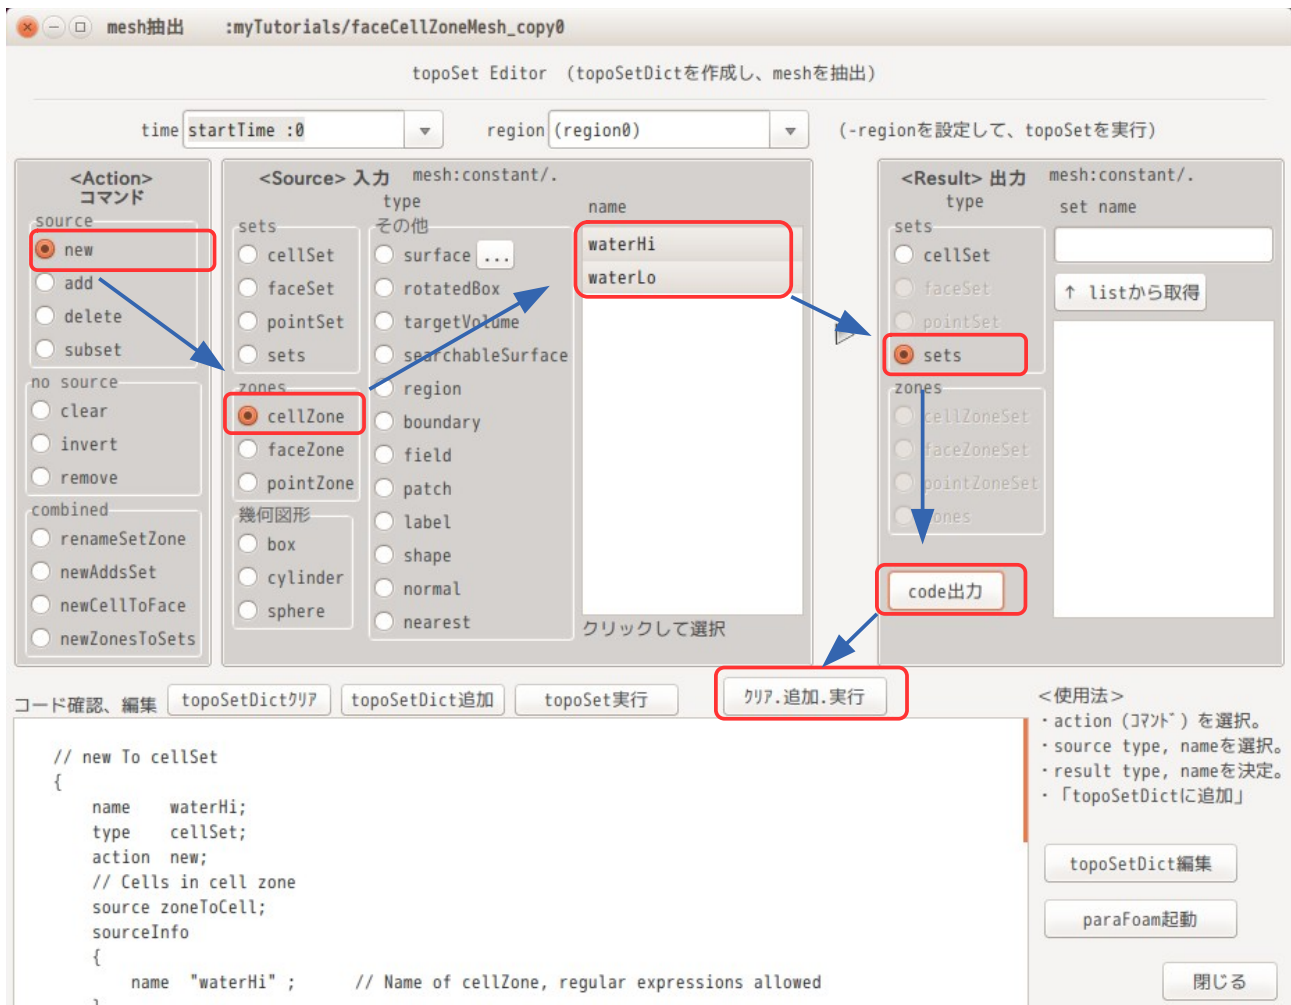 mesh抽出 :myTutorials/faceCellZoneMesh_copy0
topoSet Editor (topoSetDictを作成し、meshを抽出)
time startTime :0 region (region0) (-regionを設定して、topoSetを実行)
<Action>
コマンド
source
new
add
delete
subset
no source
clear
invert
remove
combined
renameSetZone
newAddsSet
newCellToFace
newZonesToSets
<Source> 入力 mesh:constant/.
type
sets
cellSet
faceSet
pointSet
sets
zones
cellZone
faceZone
pointZone
幾何図形
box
cylinder
sphere
その他
surface ...
rotatedBox
targetVolume
searchableSurface
region
boundary
field
patch
label
shape
normal
nearest
name
waterHi
waterLo
クリックして選択
<Result> 出力 mesh:constant/.
type
sets
cellSet
faceSet
pointSet
sets
zones
cellZoneSet
faceZoneSet
pointZoneSet
zones
code出力
set name
↑ listから取得
コード確認、編集 topoSetDictクリア topoSetDict追加 topoSet実行 クリア.追加.実行
// new To cellSet
{
name waterHi;
type cellSet;
action new;
// Cells in cell zone
source zoneToCell;
sourceInfo
{
name "waterHi" ; // Name of cellZone, regular expressions allowed
}
<使用法>
・action (コマンド) を選択。
・source type, nameを選択。
・result type, nameを決定。
・「topoSetDictに追加」
topoSetDict編集
paraFoam起動
閉じる